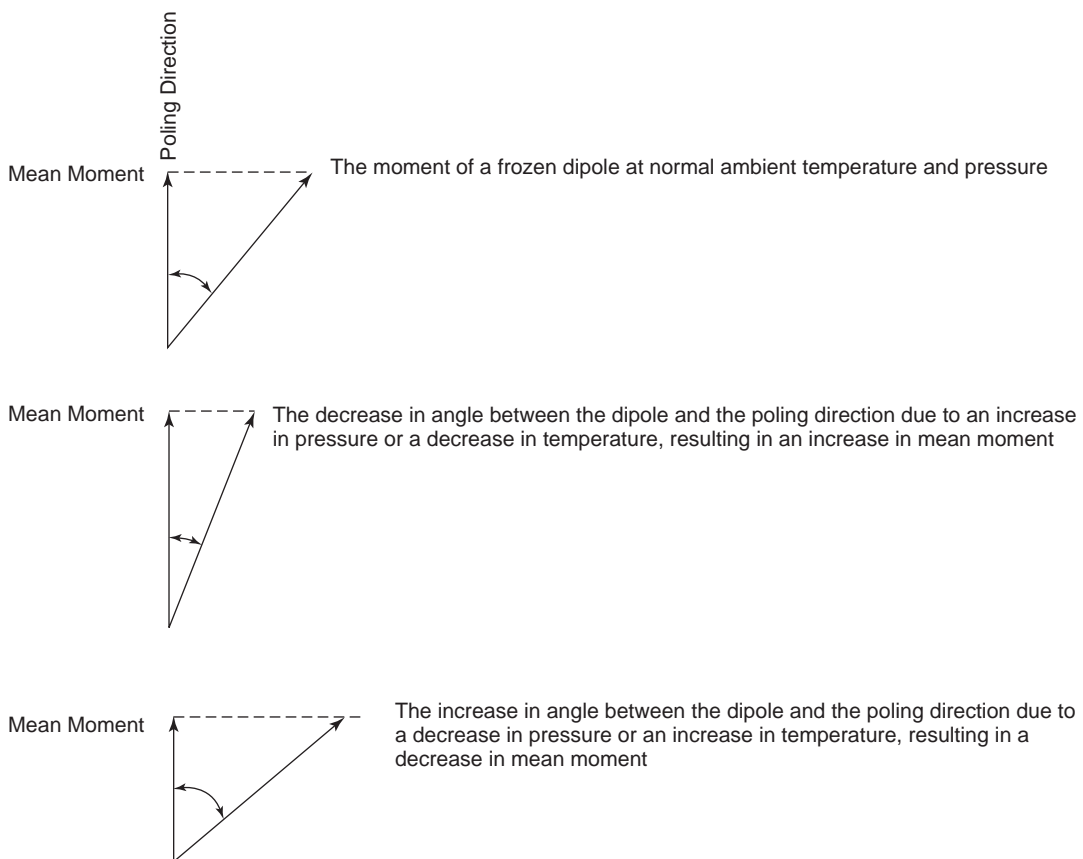 Poling Direction
Mean Moment
The moment of a frozen dipole at normal ambient temperature and pressure
Mean Moment
The decrease in angle between the dipole and the poling direction due to an increase
in pressure or a decrease in temperature, resulting in an increase in mean moment
Mean Moment
The increase in angle between the dipole and the poling direction due to
a decrease in pressure or an increase in temperature, resulting in a
decrease in mean moment